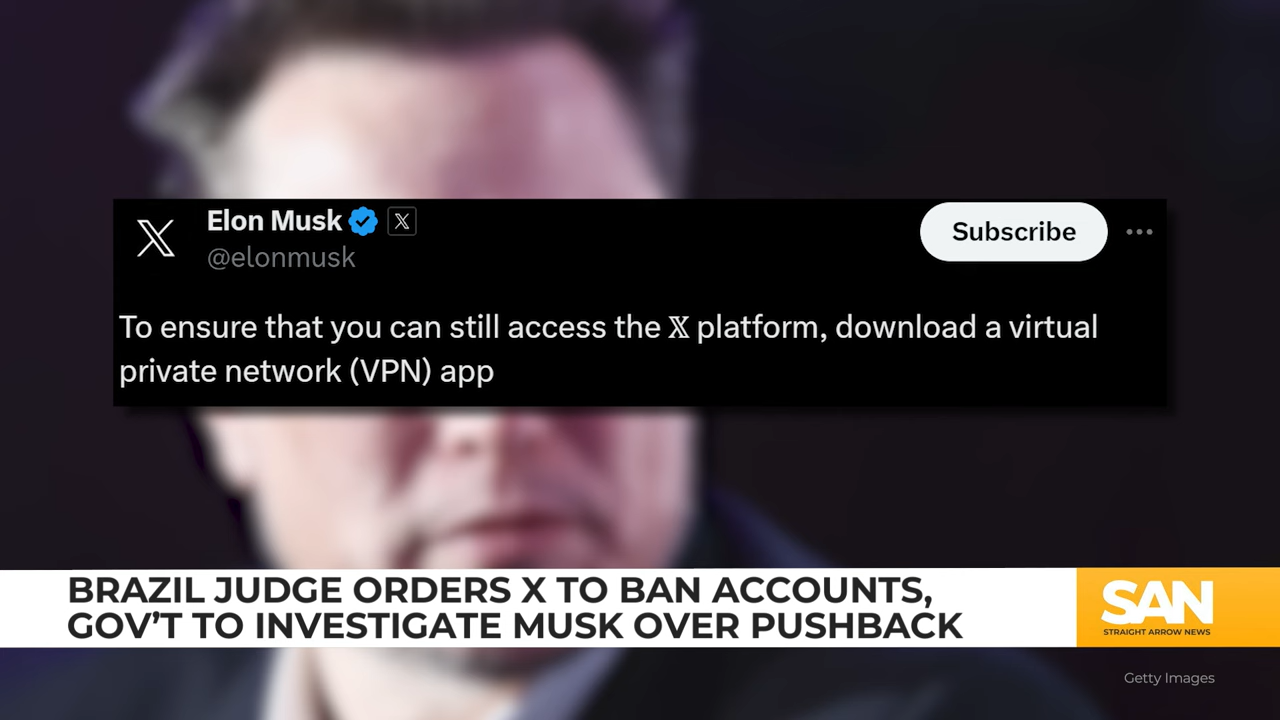 Elon Musk
@elonmusk
Subscribe
To ensure that you can still access the 𝕏 platform, download a virtual
private network (VPN) app
BRAZIL JUDGE ORDERS X TO BAN ACCOUNTS,
GOV'T TO INVESTIGATE MUSK OVER PUSHBACK
SAN
STRAIGHT ARROW NEWS
Getty Images